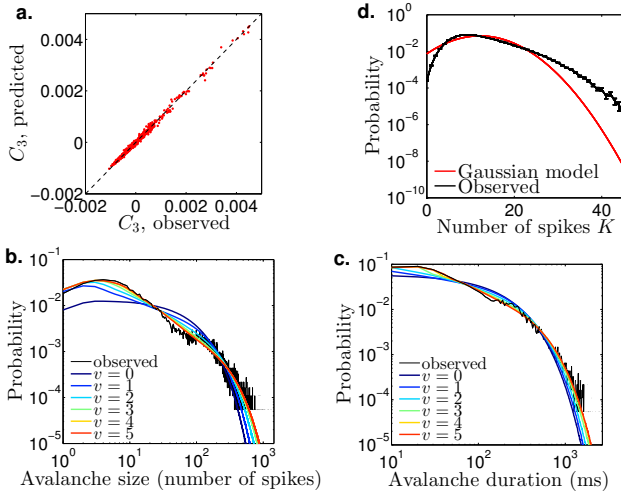 a.
C3, predicted
0.004
0.002
0
−0.002
−0.002 0 0.002 0.004
C3, observed
d.
Probability
10^0
10^-2
10^-4
10^-6
10^-8
10^-10
Gaussian model
Observed
0 20 40
Number of spikes K
b.
Probability
10^-1
10^-2
10^-3
10^-4
10^-5
observed
v = 0
v = 1
v = 2
v = 3
v = 4
v = 5
10^0 10^1 10^2 10^3
Avalanche size (number of spikes)
c.
Probability
10^-1
10^-2
10^-3
10^-4
10^-5
observed
v = 0
v = 1
v = 2
v = 3
v = 4
v = 5
10^1 10^2 10^3
Avalanche duration (ms)